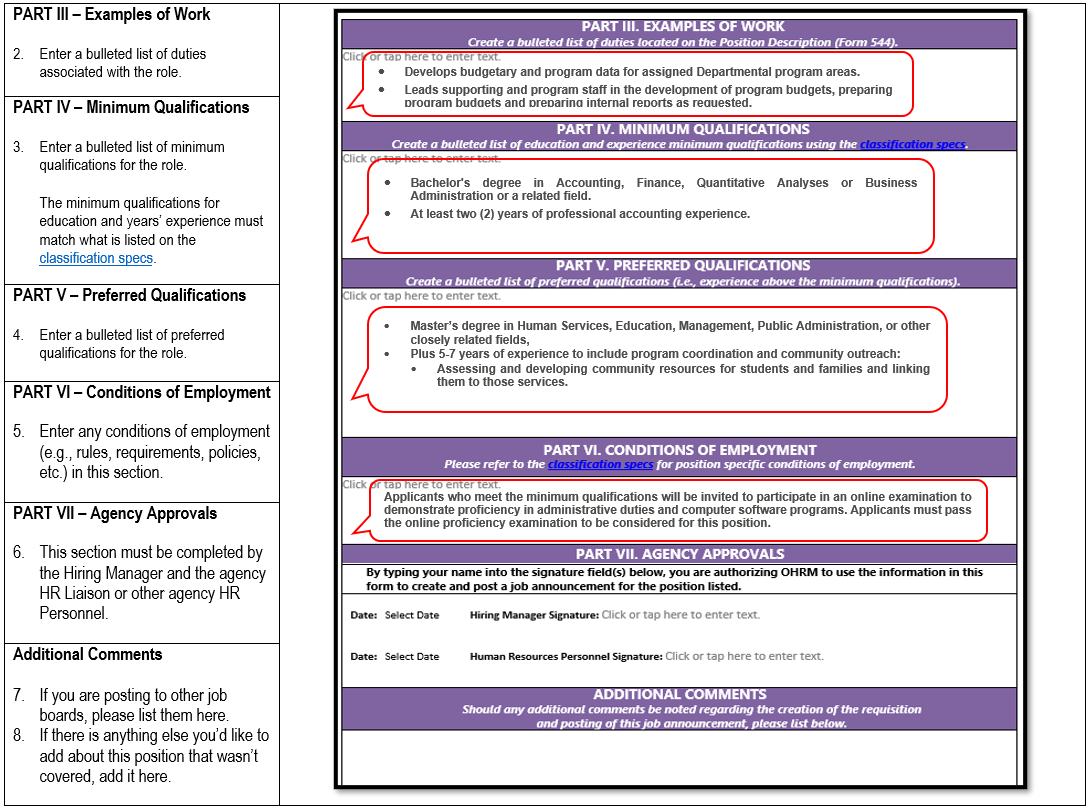 PART III – Examples of Work
2. Enter a bulleted list of duties
associated with the role.
PART IV – Minimum Qualifications
3. Enter a bulleted list of minimum
qualifications for the role.
The minimum qualifications for
education and years’ experience must
match what is listed on the
classification specs.
PART V – Preferred Qualifications
4. Enter a bulleted list of preferred
qualifications for the role.
PART VI – Conditions of Employment
5. Enter any conditions of employment
(e.g., rules, requirements, policies,
etc.) in this section.
PART VII – Agency Approvals
6. This section must be completed by
the Hiring Manager and the agency
HR Liaison or other agency HR
Personnel.
Additional Comments
7. If you are posting to other job
boards, please list them here.
8. If there is anything else you’d like to
add about this position that wasn’t
covered, add it here.
PART III. EXAMPLES OF WORK
Create a bulleted list of duties located on the Position Description (Form 544).
Click or tap here to enter text.
• Develops budgetary and program data for assigned Departmental program areas.
• Leads supporting and program staff in the development of program budgets, preparing
program budgets and preparing internal reports as requested.
PART IV. MINIMUM QUALIFICATIONS
Create a bulleted list of education and experience minimum qualifications using the classification specs.
Click or tap here to enter text.
• Bachelor's degree in Accounting, Finance, Quantitative Analyses or Business
Administration or a related field.
• At least two (2) years of professional accounting experience.
PART V. PREFERRED QUALIFICATIONS
Create a bulleted list of preferred qualifications (i.e., experience above the minimum qualifications).
Click or tap here to enter text.
• Master’s degree in Human Services, Education, Management, Public Administration, or other
closely related fields,
• Plus 5-7 years of experience to include program coordination and community outreach:
• Assessing and developing community resources for students and families and linking
them to those services.
PART VI. CONDITIONS OF EMPLOYMENT
Please refer to the classification specs for position specific conditions of employment.
Click or tap here to enter text.
Applicants who meet the minimum qualifications will be invited to participate in an online examination to
demonstrate proficiency in administrative duties and computer software programs. Applicants must pass
the online proficiency examination to be considered for this position.
PART VII. AGENCY APPROVALS
By typing your name into the signature field(s) below, you are authorizing OHRM to use the information in this
form to create and post a job announcement for the position listed.
Date: Select Date Hiring Manager Signature: Click or tap here to enter text.
Date: Select Date Human Resources Personnel Signature: Click or tap here to enter text.
ADDITIONAL COMMENTS
Should any additional comments be noted regarding the creation of the requisition
and posting of this job announcement, please list below.